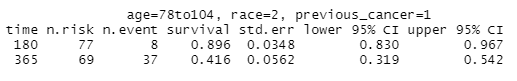 age=78to104, race=2, previous_cancer=1
time n.risk n.event survival std.err lower 95% CI upper 95% CI
180 77 8 0.896 0.0348 0.830 0.967
365 69 37 0.416 0.0562 0.319 0.542